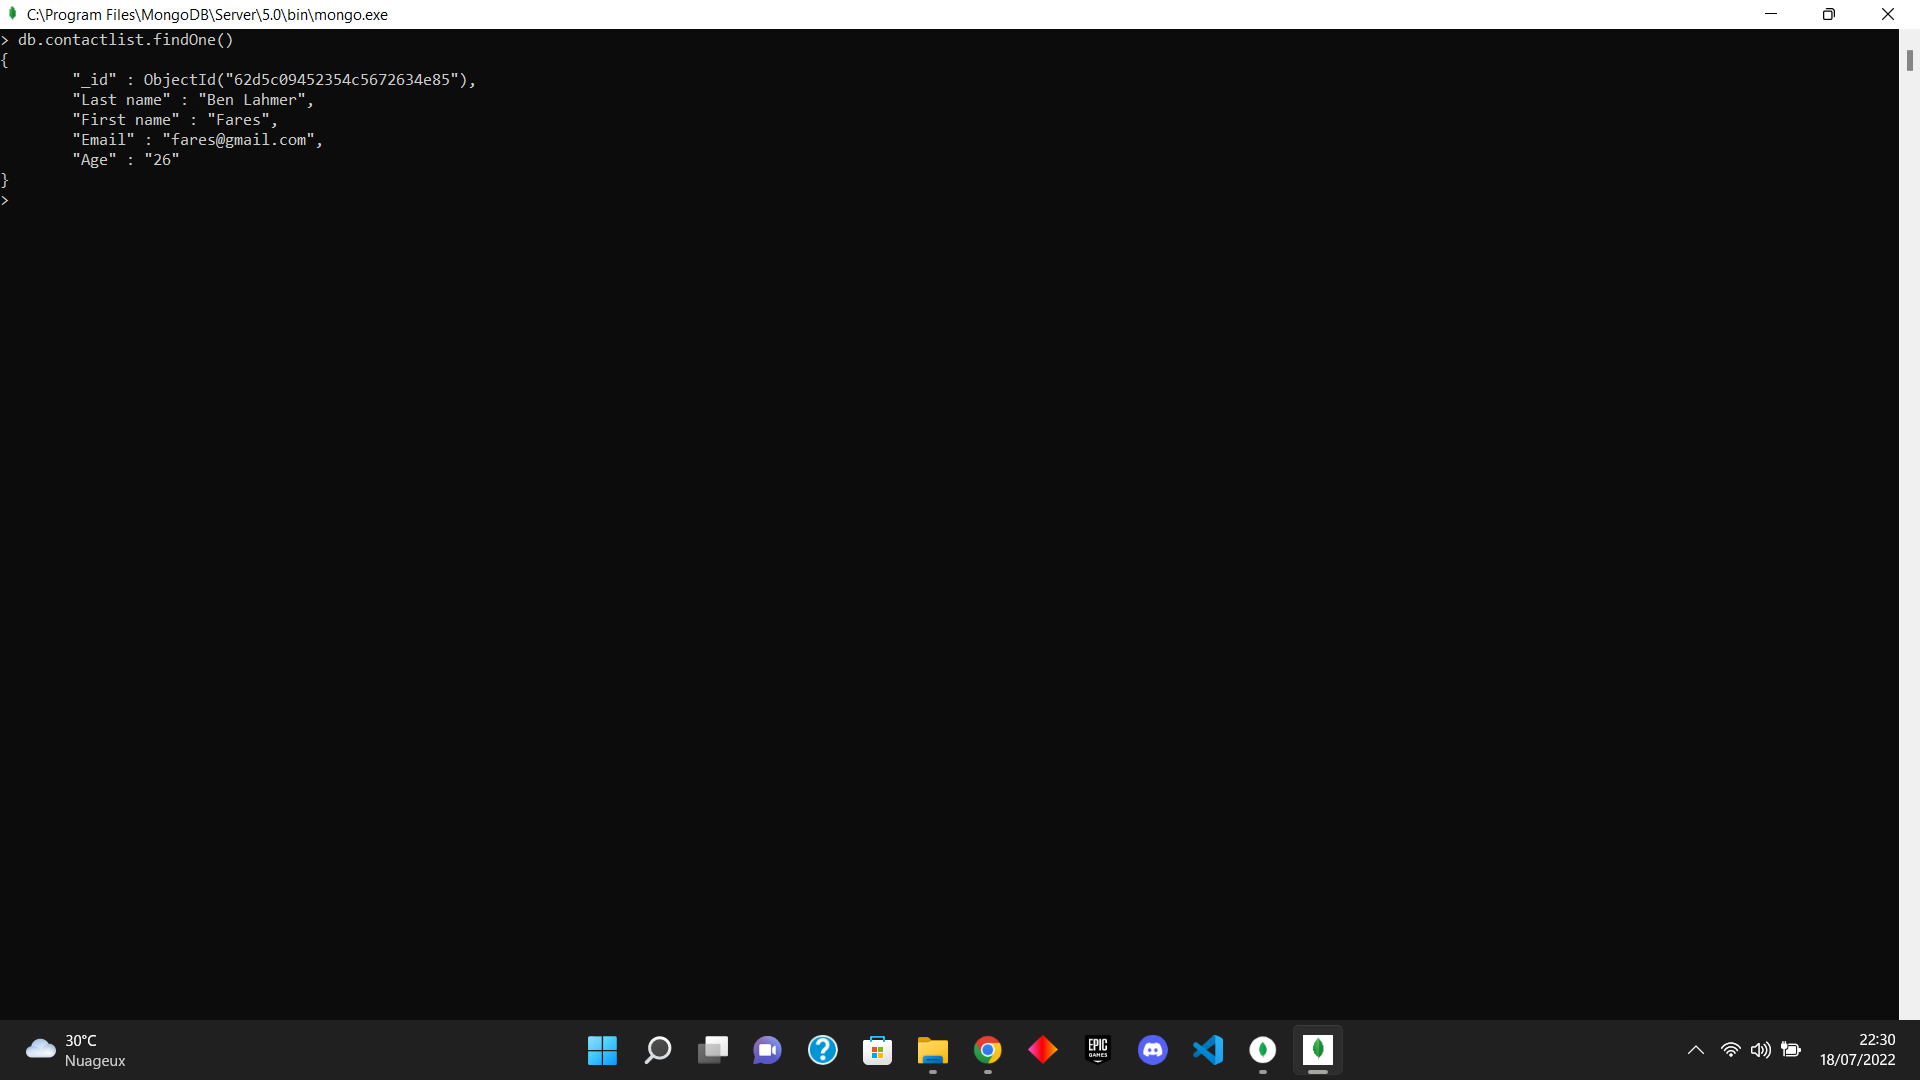 C:\Program Files\MongoDB\Server\5.0\bin\mongo.exe
> db.contactlist.findOne()
{
"_id" : ObjectId("62d5c09452354c5672634e85"),
"Last name" : "Ben Lahmer",
"First name" : "Fares",
"Email" : "fares@gmail.com",
"Age" : "26"
}
>
30°C
Nuageux
EPIC
GAMES
22:30
18/07/2022